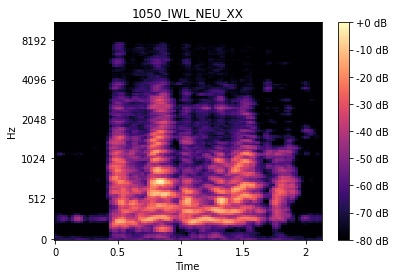 1050_IWL_NEU_XX
+0 dB
8192
-10 dB
4096
-20 dB
-30 dB
2048
Hz
-40 dB
1024
-50 dB
512
-60 dB
-70 dB
0
-80 dB
0 0.5 1 1.5 2
Time